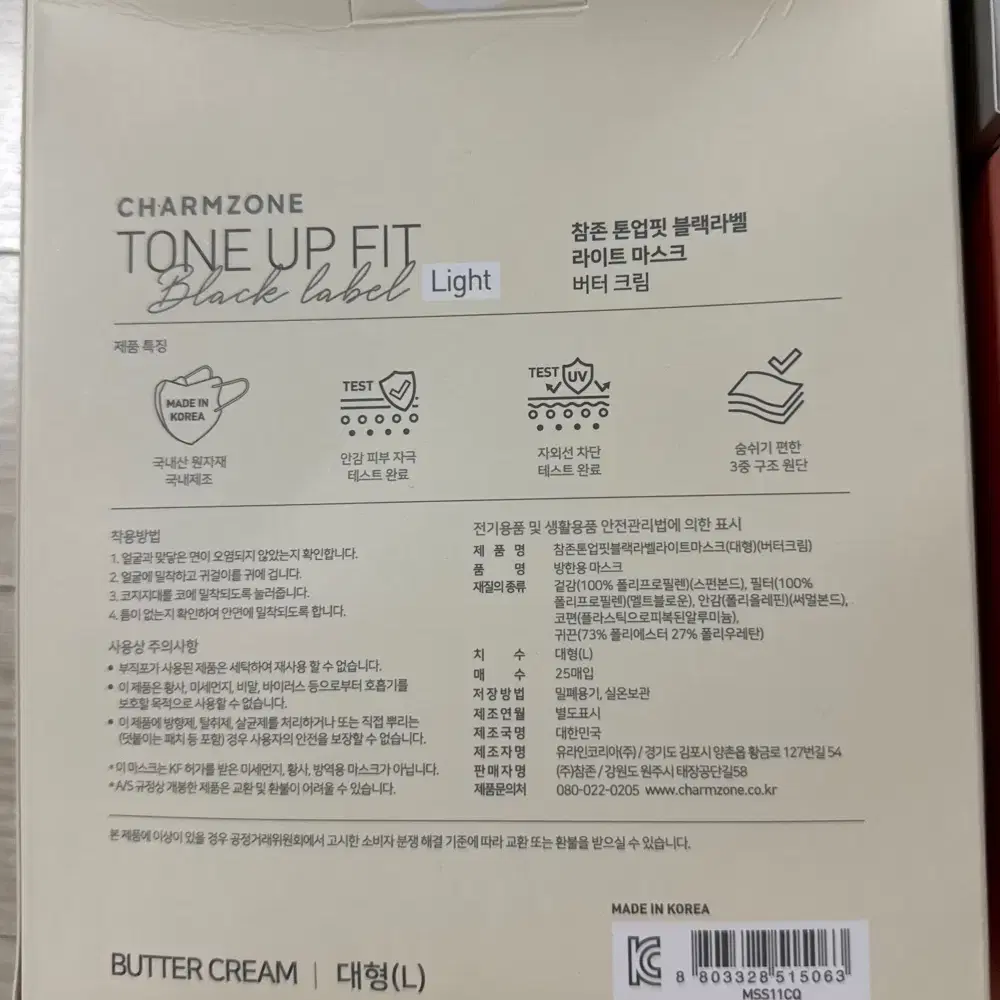 CHARMZONE
TONE UP FIT
Black label Light
참존 톤업핏 블랙라벨
라이트 마스크
버터 크림
제품 특징
MADE IN
KOREA
국내산 원자재
국내제조
TEST
안감 피부 자극
테스트 완료
TEST UV
자외선 차단
테스트 완료
숨쉬기 편한
3중 구조 원단
착용방법
1. 얼굴과 맞닿은 면이 오염되지 않았는지 확인합니다.
2. 얼굴에 밀착하고 귀걸이를 귀에 겁니다.
3. 코지지대를 코에 밀착되도록 눌러줍니다.
4. 틈이 없는지 확인하여 안면에 밀착되도록 합니다.
사용상 주의사항
• 부직포가 사용된 제품은 세탁하여 재사용 할 수 없습니다.
• 이 제품은 황사, 미세먼지, 비말, 바이러스 등으로부터 호흡기를
보호할 목적으로 사용할 수 없습니다.
• 이 제품에 방향제, 탈취제, 살균제를 처리하거나 또는 직접 뿌리는
(덧붙이는 패치 등 포함) 경우 사용자의 안전을 보장할 수 없습니다.
*이 마스크는 KF 허가를 받은 미세먼지, 황사, 방역용 마스크가 아닙니다.
*A/S 규정상 개봉한 제품은 교환 및 환불이 어려울 수 있습니다.
전기용품 및 생활용품 안전관리법에 의한 표시
제 품 명 참존톤업핏블랙라벨라이트마스크(대형)(버터크림)
품 명 방한용 마스크
재질의 종류 겉감(100% 폴리프로필렌)(스펀본드), 필터(100%
폴리프로필렌)(멜트블로운), 안감(폴리올레핀)(써멀본드),
코편(플라스틱으로피복된알루미늄),
귀끈(73% 폴리에스터 27% 폴리우레탄)
치 수 대형(L)
매 수 25매입
저장방법 밀폐용기, 실온보관
제조연월 별도표시
제조국명 대한민국
제조자명 유라인코리아(주) / 경기도 김포시 양촌읍 황금로 127번길 54
판매자명 (주)참존 / 강원도 원주시 태장공단길58
제품문의처 080-022-0205 www.charmzone.co.kr
본 제품에 이상이 있을 경우 공정거래위원회에서 고시한 소비자 분쟁 해결 기준에 따라 교환 또는 환불을 받으실 수 있습니다.
BUTTER CREAM | 대형(L)
MADE IN KOREA
8 803328 515063
MSS11CQ